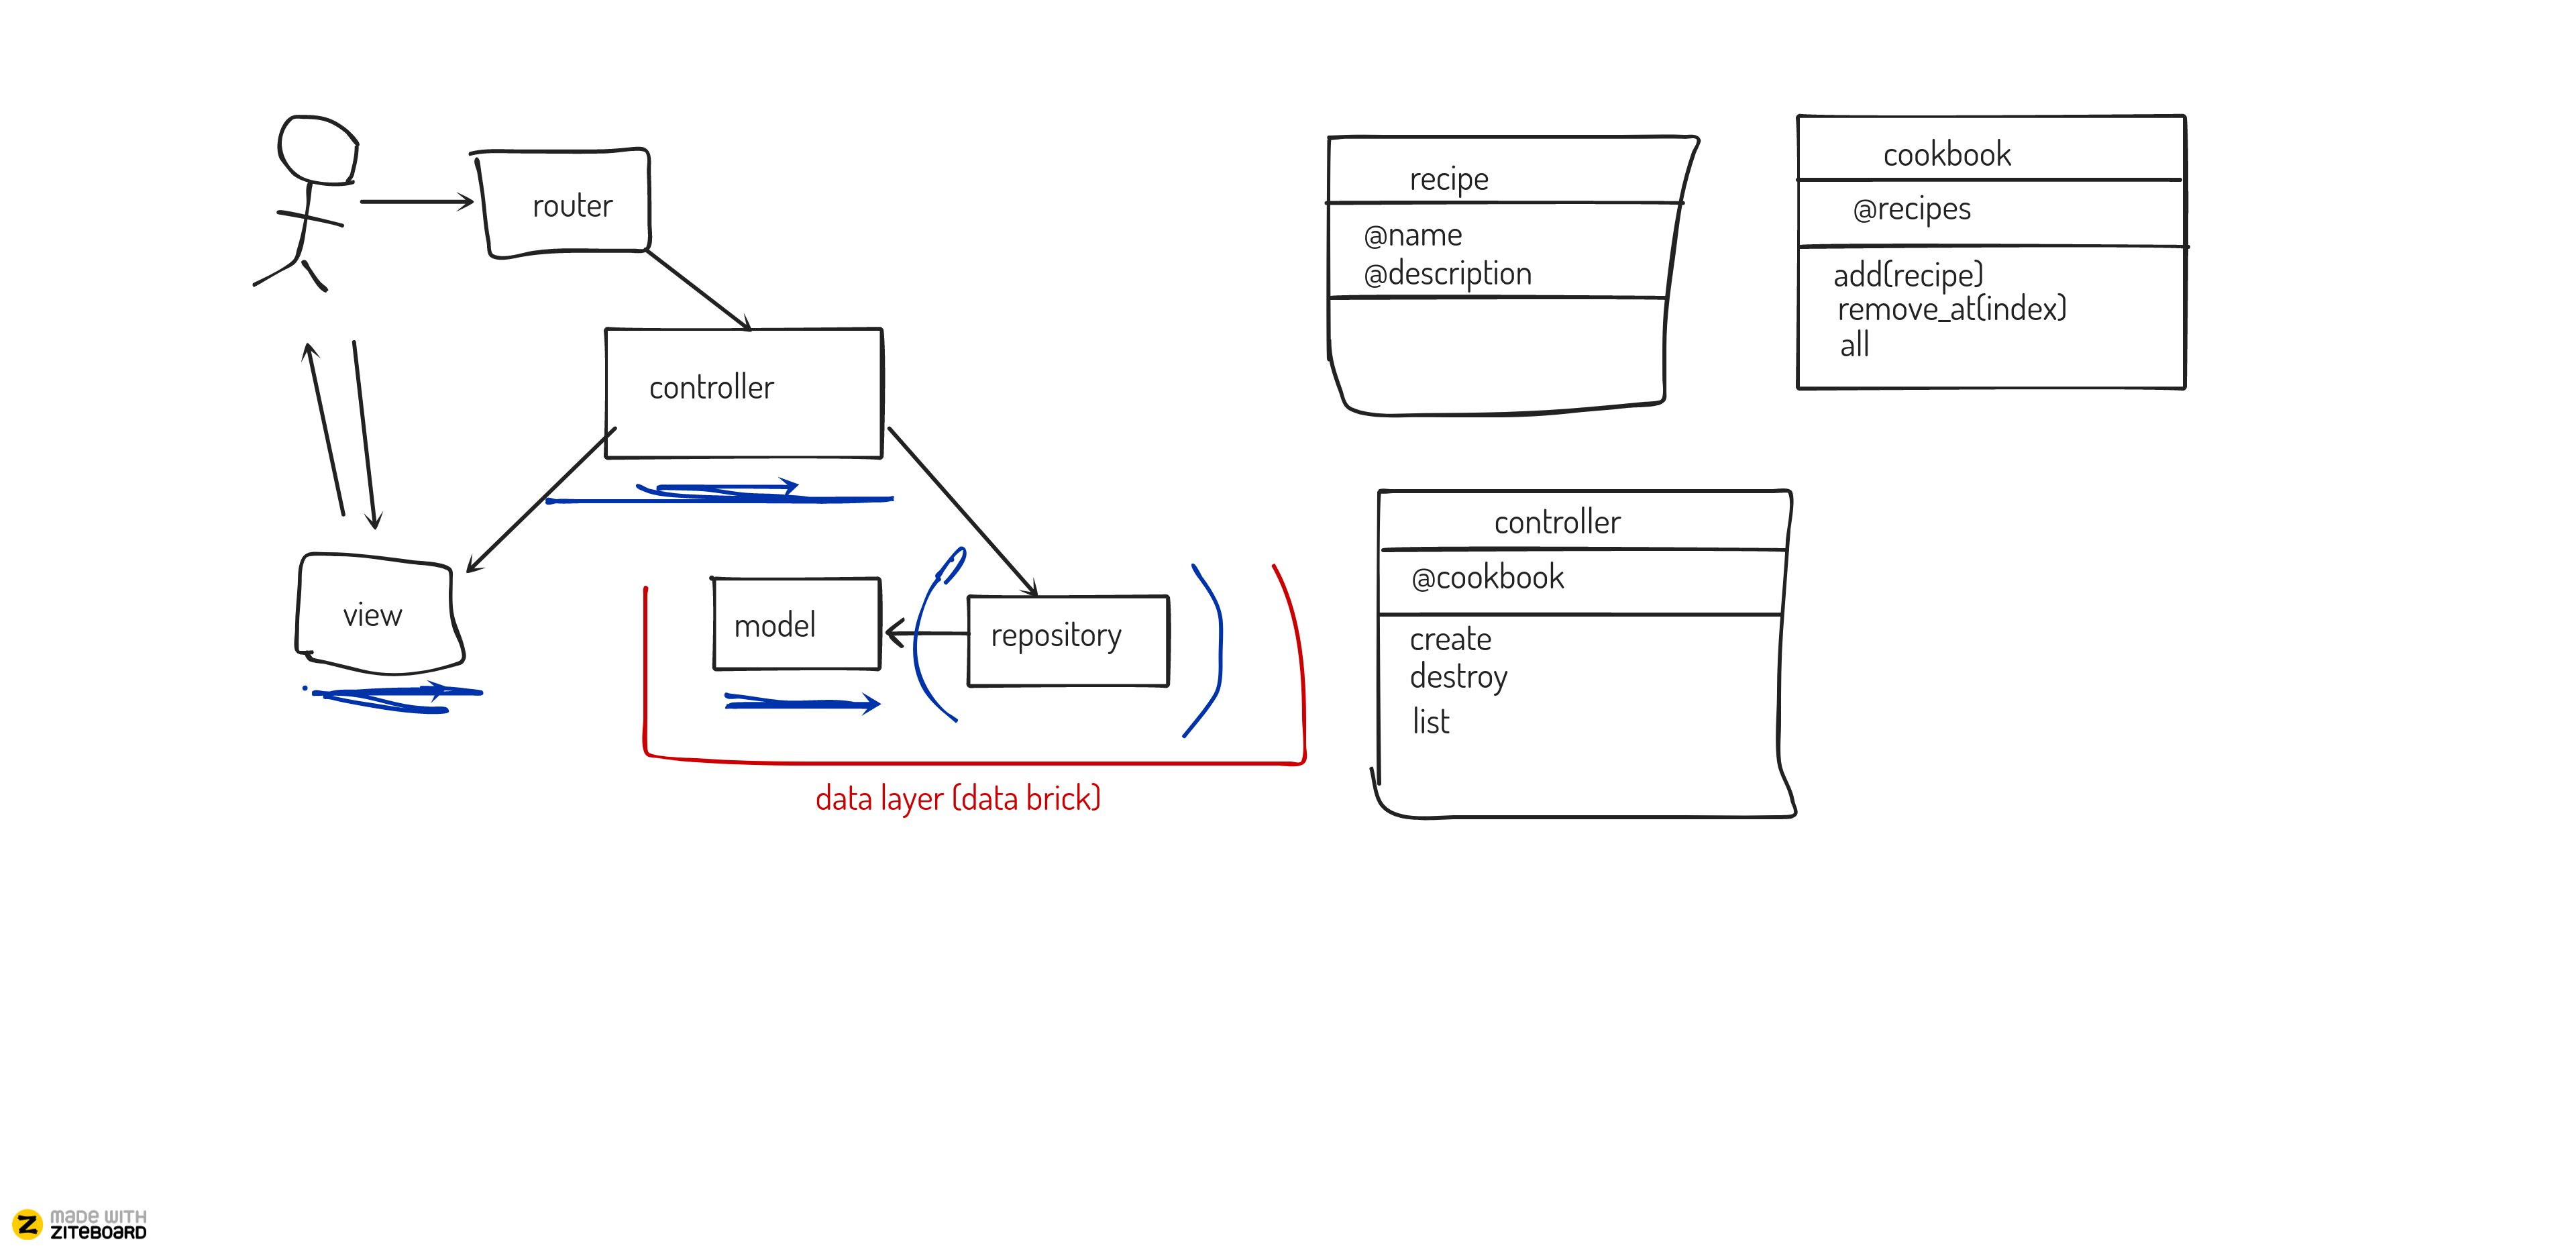 router
controller
view
model
repository
data layer (data brick)
recipe
@name
@description
cookbook
@recipes
add(recipe)
remove_at(index)
all
controller
@cookbook
create
destroy
list
MADE WITH
ZITEBOARD